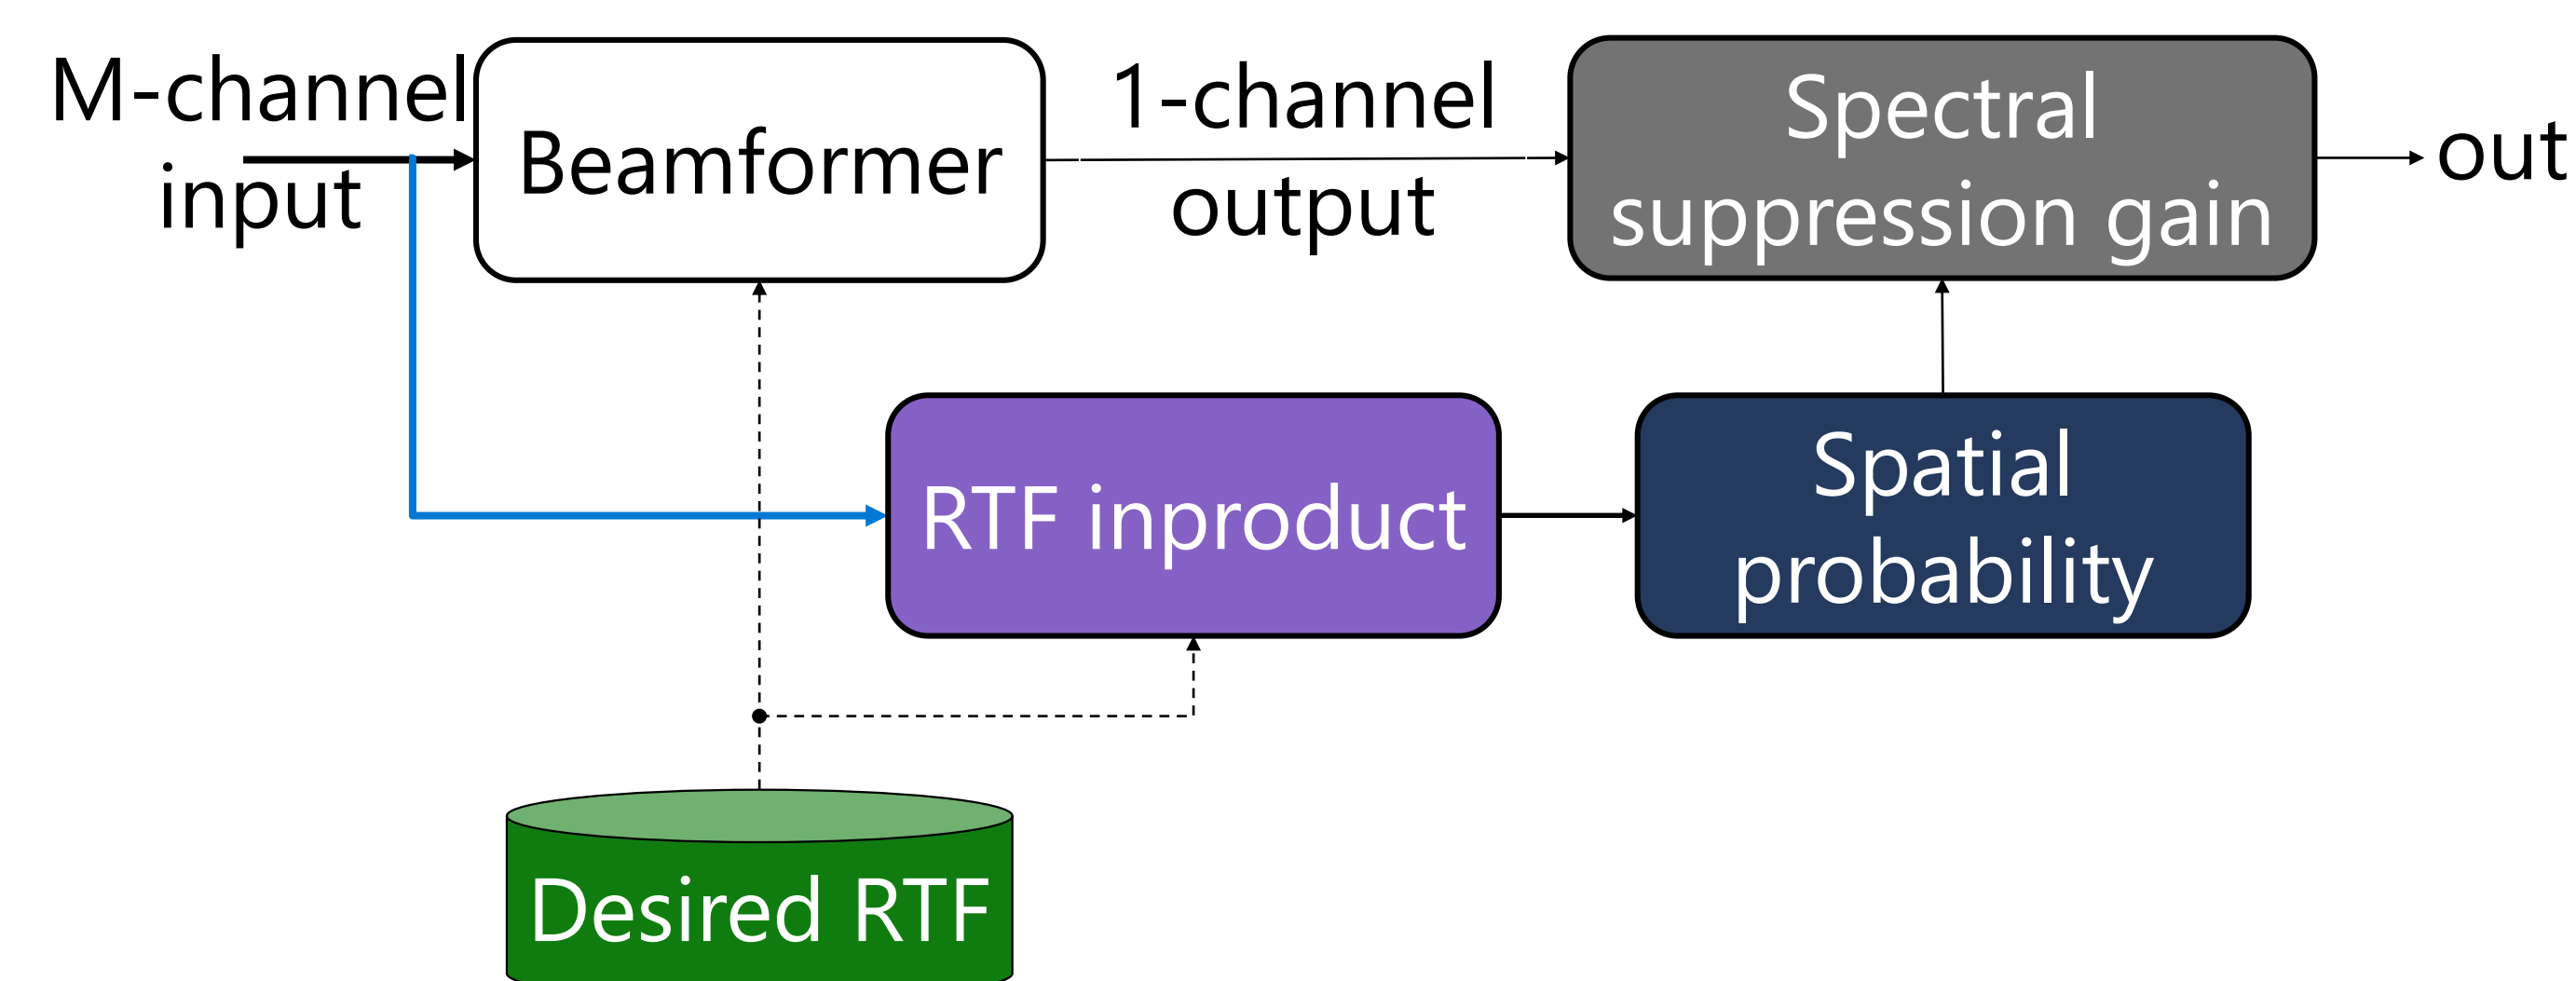 M-channel
input
Beamformer
1-channel
output
Spectral
suppression gain
out
RTF inproduct
Spatial
probability
Desired RTF